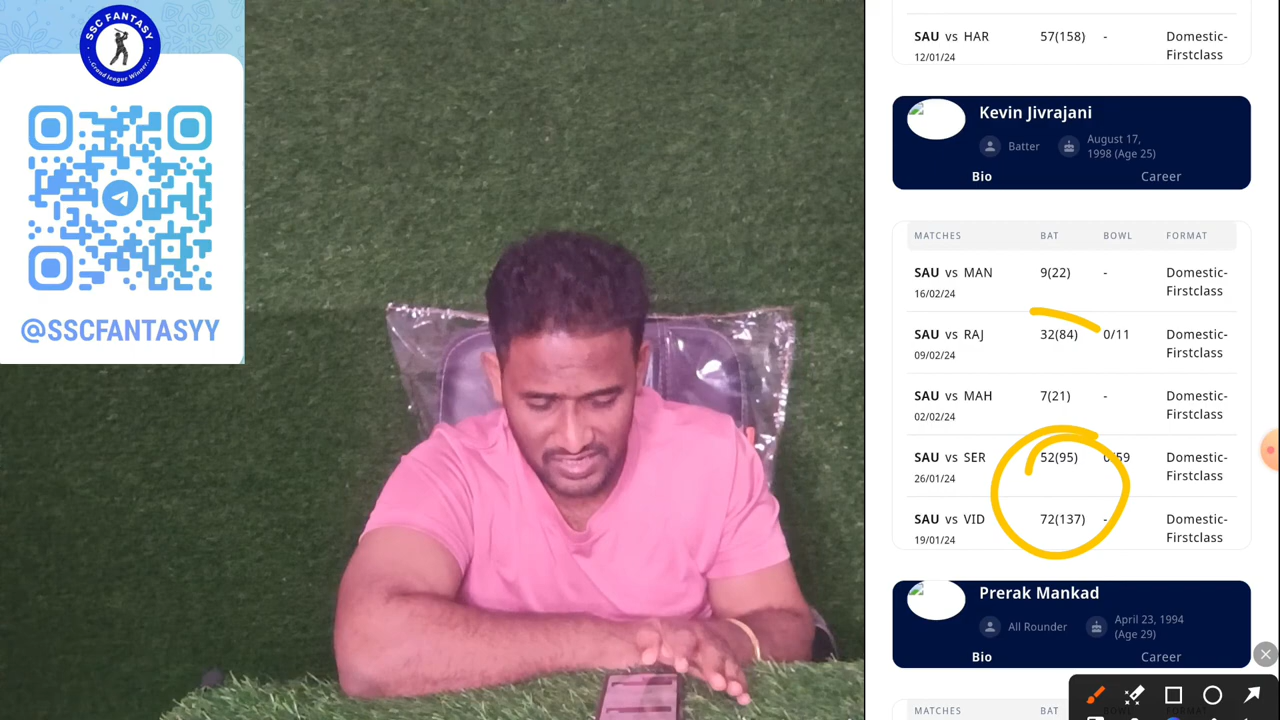 SSC FANTASY
...Grand league Winner...
@SSCFANTASYY
SAU vs HAR 57(158) - Domestic-
12/01/24 Firstclass
Kevin Jivrajani
Batter August 17,
1998 (Age 25)
Bio Career
MATCHES BAT BOWL FORMAT
SAU vs MAN 9(22) - Domestic-
16/02/24 Firstclass
SAU vs RAJ 32(84) 0/11 Domestic-
09/02/24 Firstclass
SAU vs MAH 7(21) - Domestic-
02/02/24 Firstclass
SAU vs SER 52(95) 0/59 Domestic-
26/01/24 Firstclass
SAU vs VID 72(137) - Domestic-
19/01/24 Firstclass
Prerak Mankad
All Rounder April 23, 1994
(Age 29)
Bio Career
MATCHES BAT BOWL FORMAT